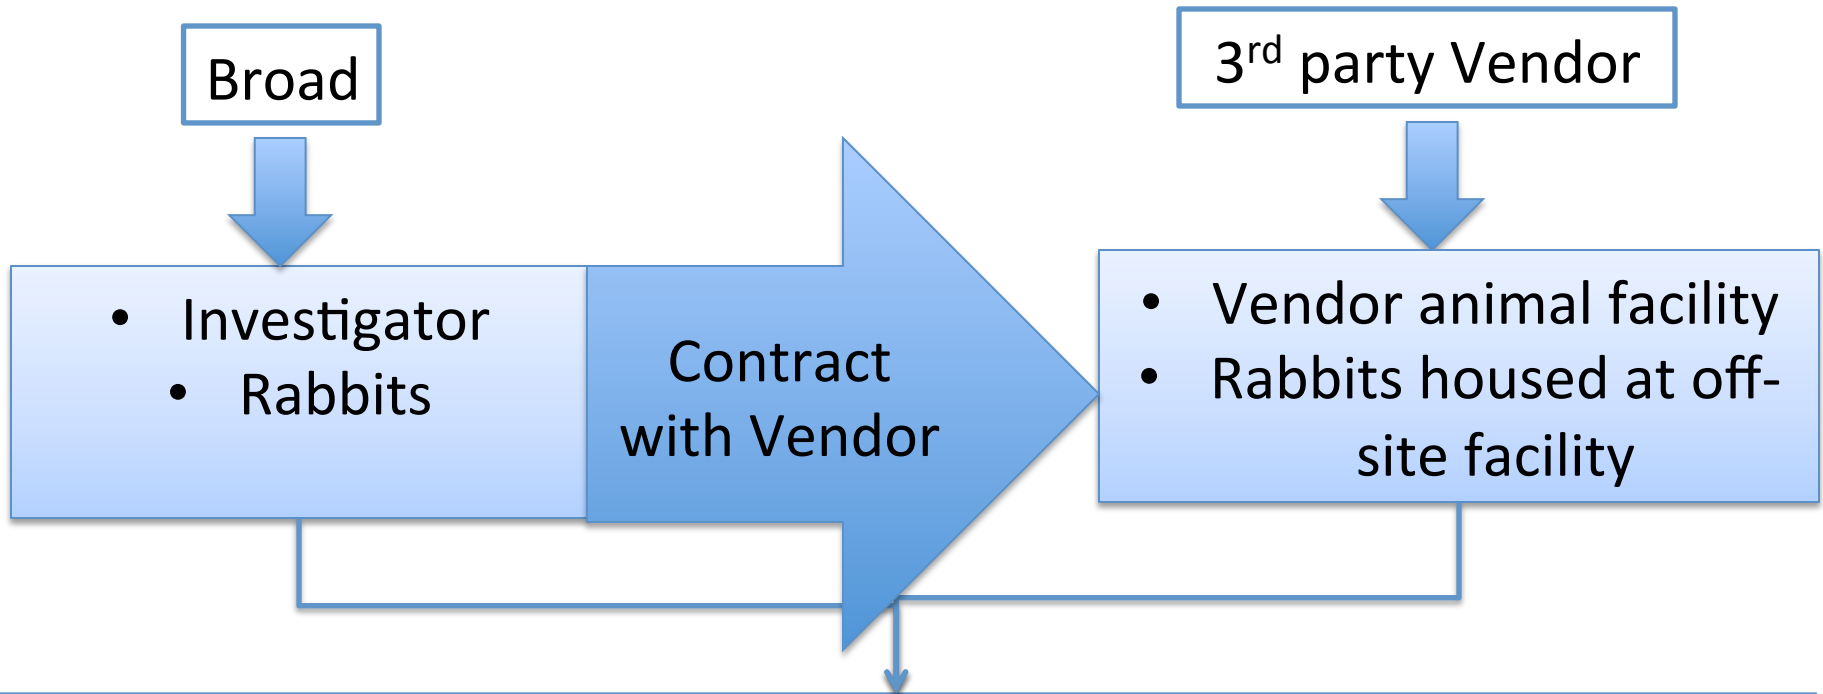 Broad
3rd party Vendor
• Investigator
• Rabbits
Contract
with Vendor
• Vendor animal facility
• Rabbits housed at off-
site facility